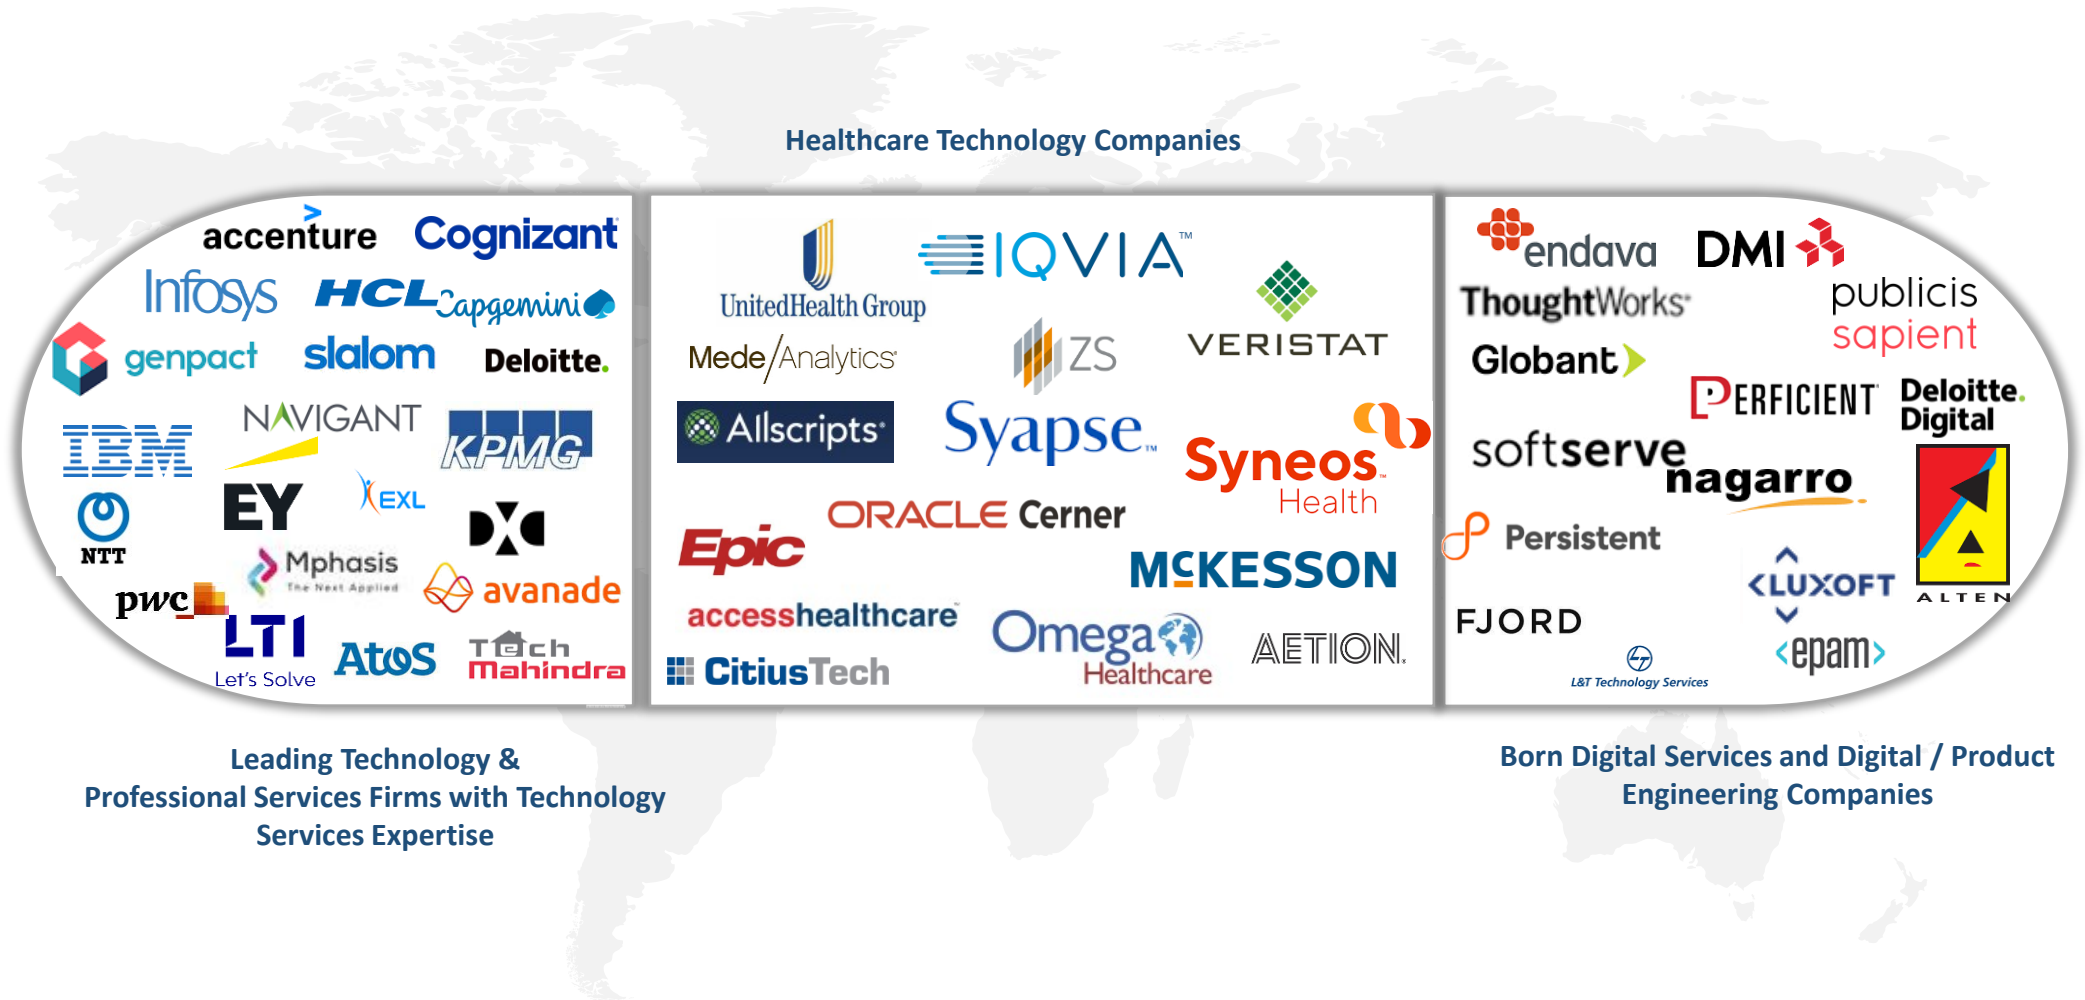 Healthcare Technology Companies
accenture
Cognizant
Infosys
HCL
Capgemini
genpact
slalom
Deloitte.
IBM
NAVIGANT
KPMG
EY
EXL
DXC
NTT
Mphasis
The Next Applied
avanade
pwc
LTI
Let's Solve
Atos
Tech
Mahindra
UnitedHealth Group
IQVIA™
VERISTAT
Mede/Analytics
ZS
Allscripts
Syapse™
Syneos™
Health
ORACLE Cerner
Epic
MCKESSON
accesshealthcare™
Omega
Healthcare
AETION.
CitiusTech
endava
DMI
ThoughtWorks®
publicis
sapient
Globant
PERFICIENT
Deloitte.
Digital
softserve
nagarro
Persistent
LUXOFT
ALTEN
FJORD
L&T Technology Services
<epam>
Leading Technology &
Professional Services Firms with Technology
Services Expertise
Born Digital Services and Digital / Product
Engineering Companies